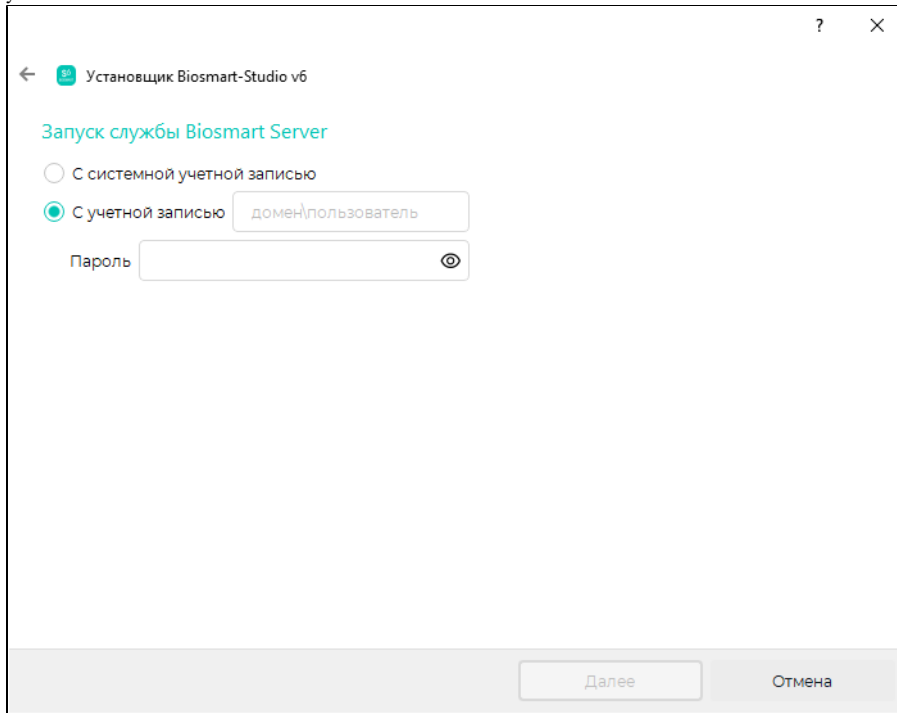 ?
Установщик Biosmart-Studio v6
Запуск службы Biosmart Server
С системной учетной записью
С учетной записью домен\пользователь
Пароль
Далее Отмена